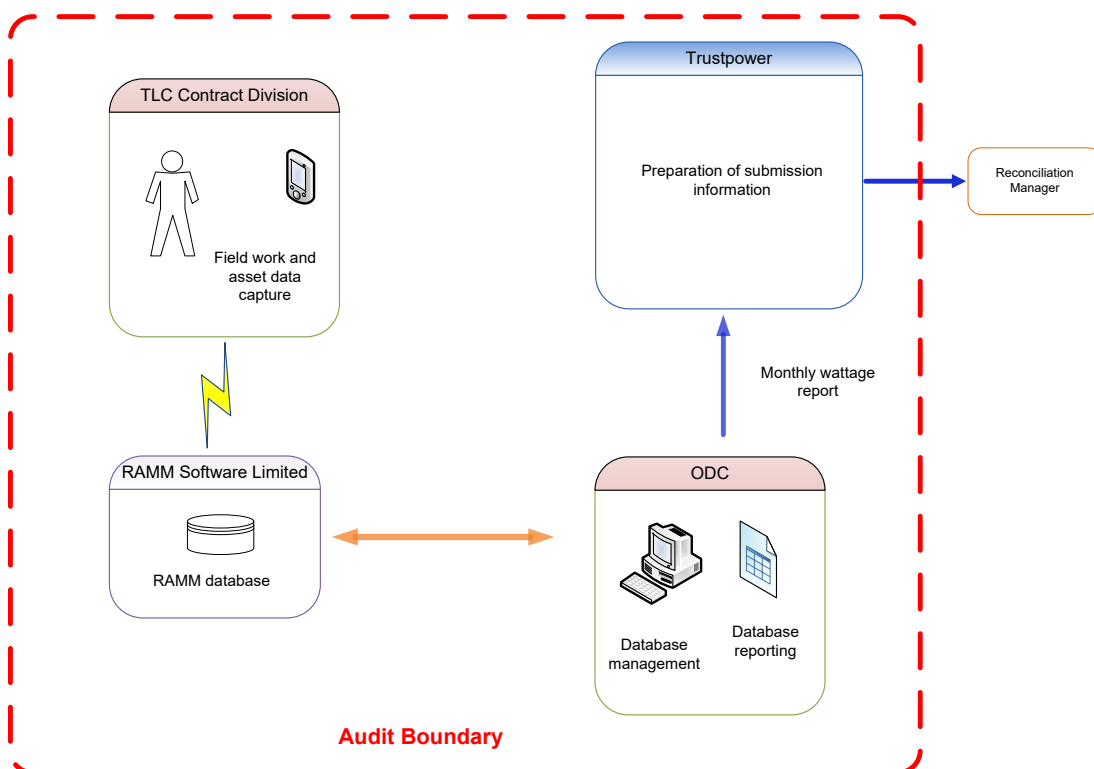 Trustpower
Preparation of submission
information
TLC Contract Division
Field work and
asset data
capture
Reconciliation
Manager
Monthly wattage
report
RAMM Software Limited
RAMM database
ODC
Database
management
Database
reporting
Audit Boundary